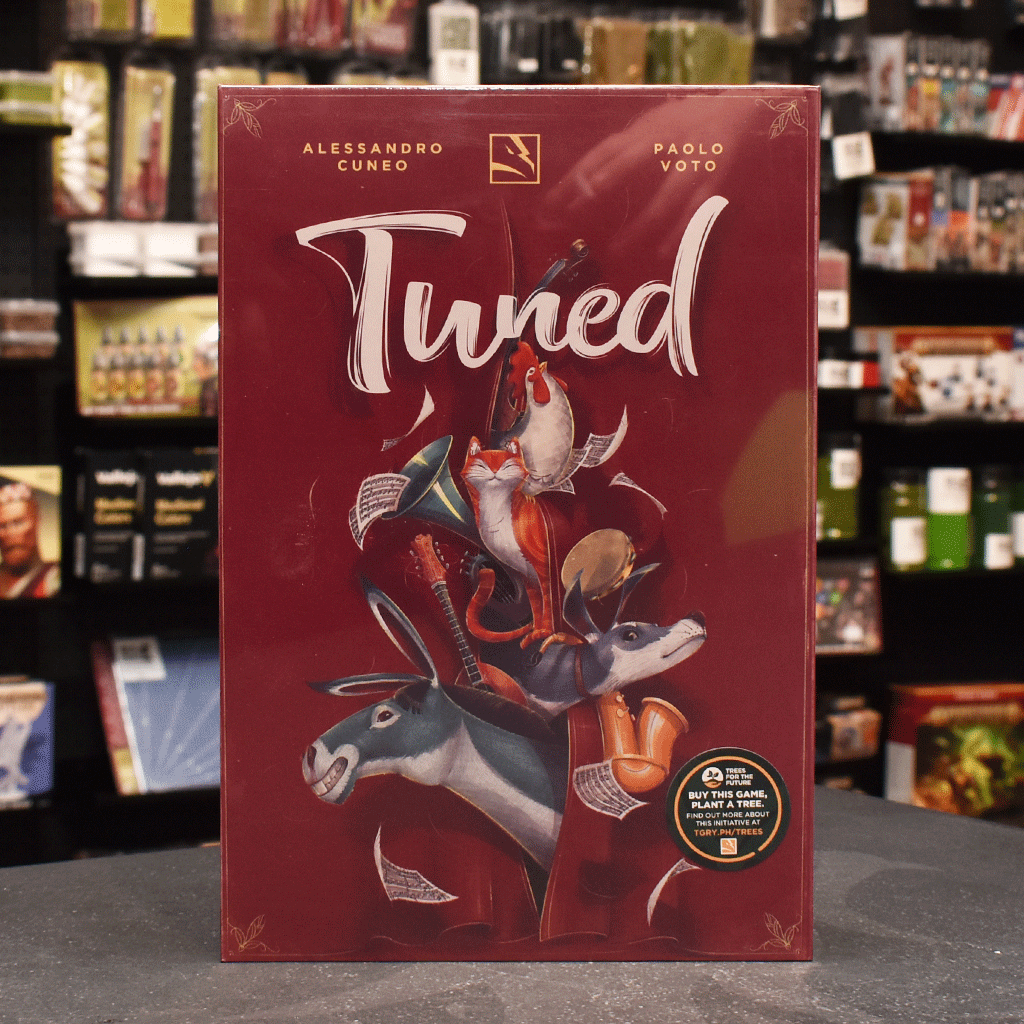 ALESSANDRO
CUNEO
PAOLO
VOTO
Tuned
TREES
FOR THE
FUTURE
BUY THIS GAME,
PLANT A TREE.
FIND OUT MORE ABOUT
THIS INITIATIVE AT
TGRY.PH/TREES